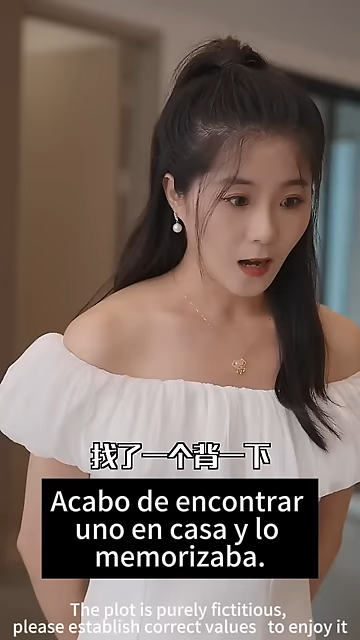 找了一个背一下
Acabo de encontrar
uno en casa y lo
memorizaba.
The plot is purely fictitious,
please establish correct values to enjoy it